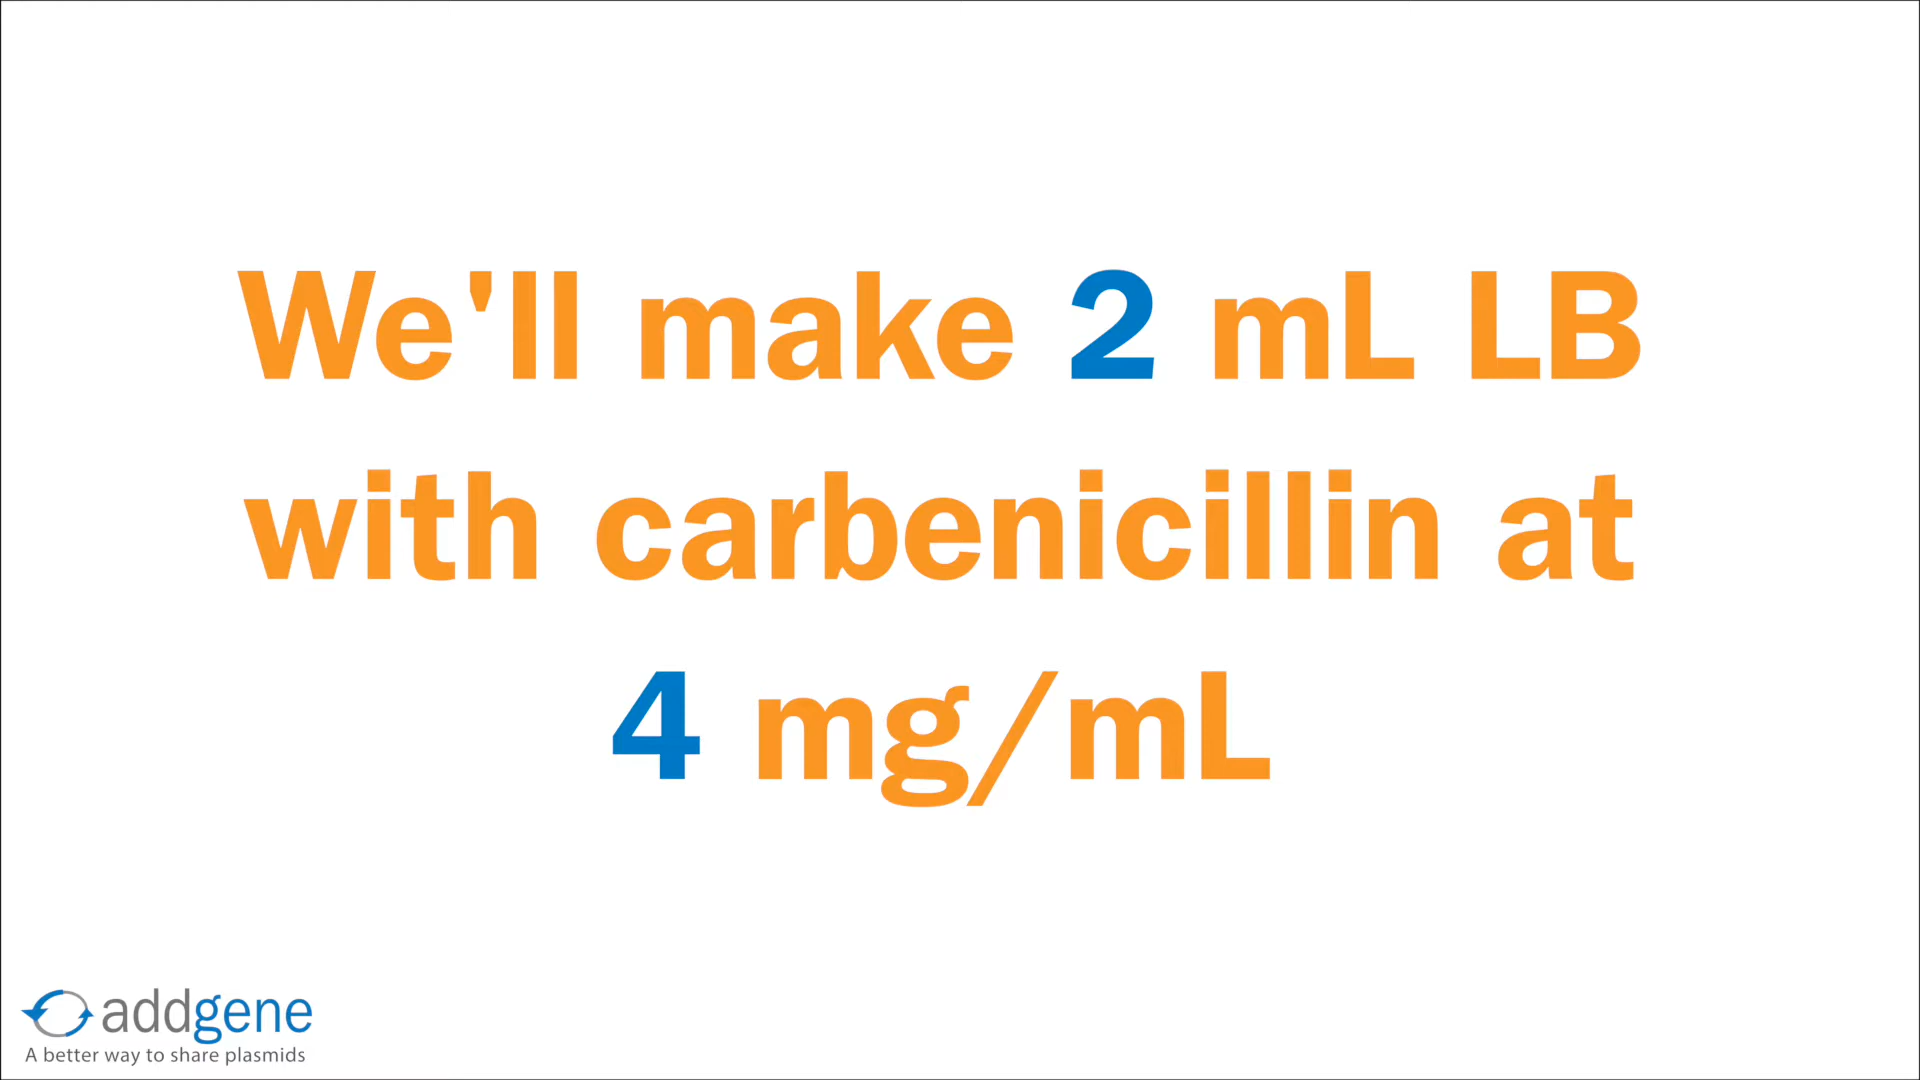 We'll make 2 mL LB
with carbenicillin at
4 mg/mL
addgene
A better way to share plasmids